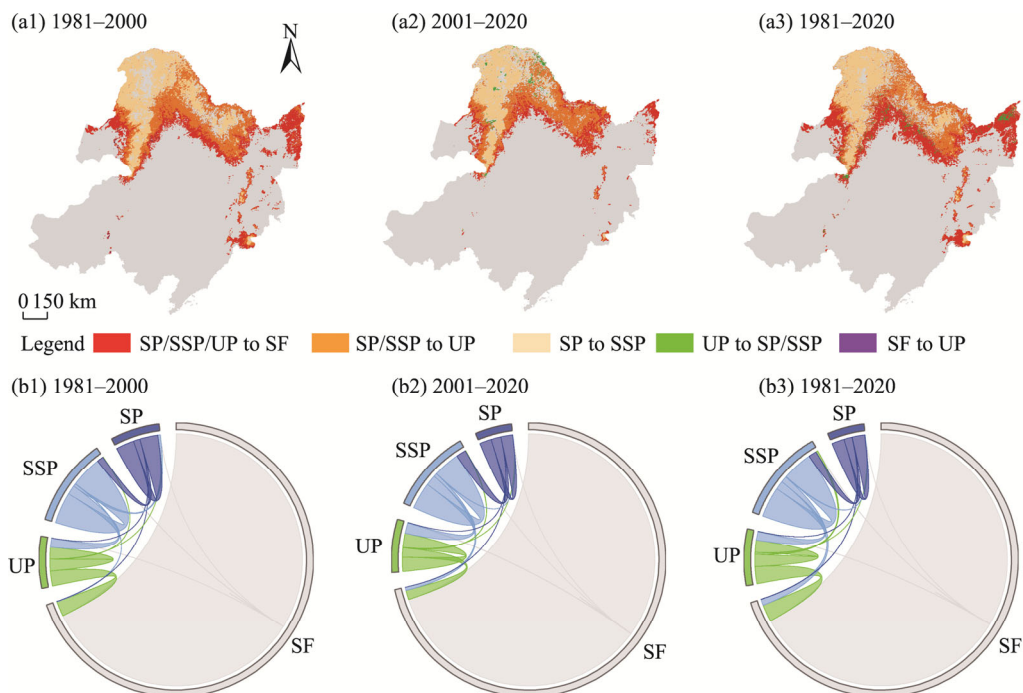 (a1) 1981–2000
(a2) 2001–2020
(a3) 1981–2020
N
0 150 km
Legend SP/SSP/UP to SF SP/SSP to UP SP to SSP UP to SP/SSP SF to UP
(b1) 1981–2000
(b2) 2001–2020
(b3) 1981–2020
SP
SSP
UP
SF
SP
SSP
UP
SF
SP
SSP
UP
SF